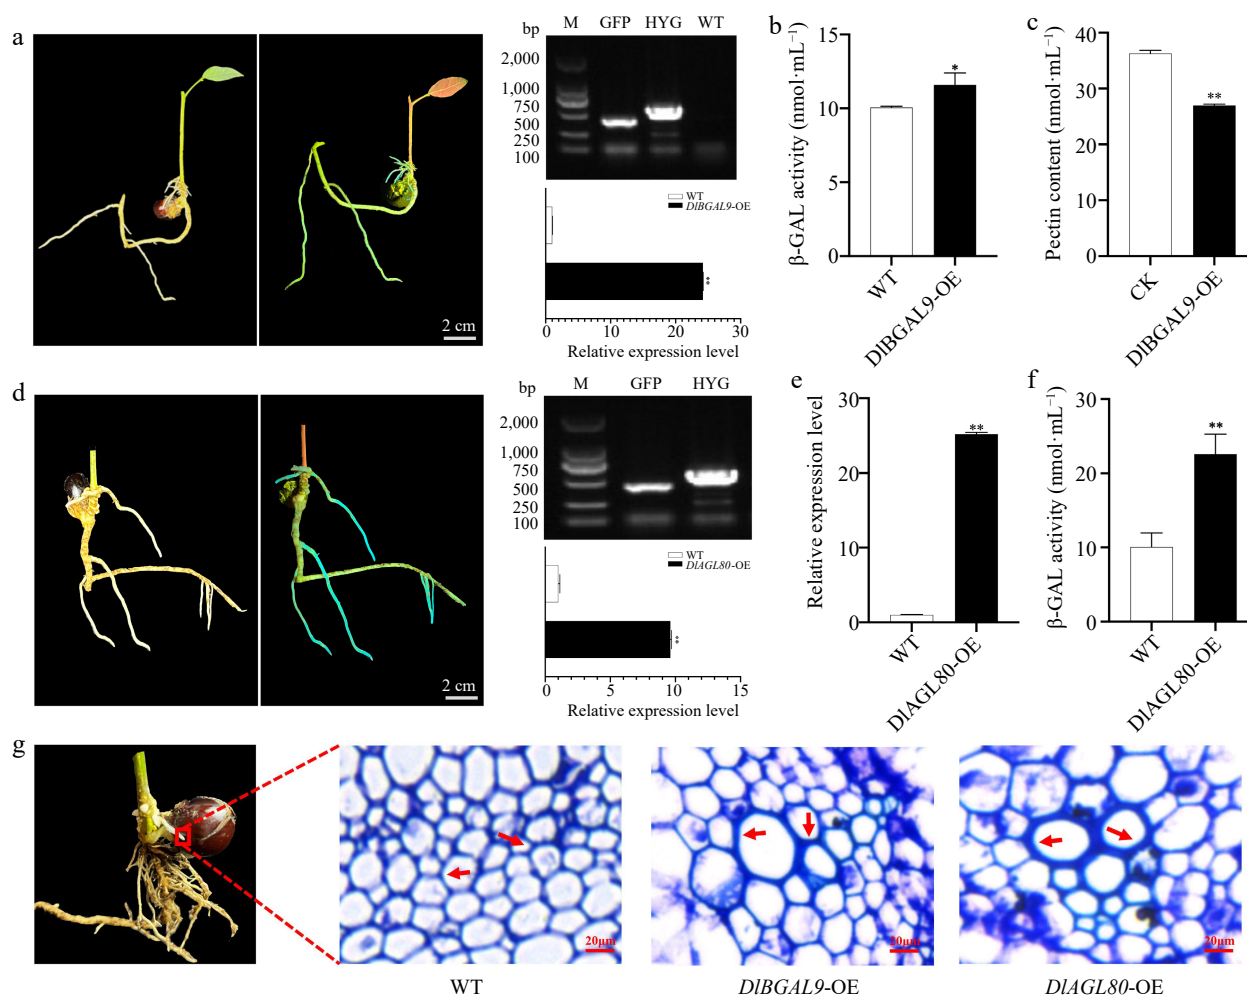 a
2 cm
bp M GFP HYG WT
2,000
1,000
750
500
250
100
WT
DlBGAL9-OE
**
0 10 20 30
Relative expression level
b
β-GAL activity (nmol·mL⁻¹)
15
10
5
0
*
WT
DlBGAL9-OE
c
Pectin content (nmol·mL⁻¹)
40
30
20
10
0
**
CK
DlBGAL9-OE
d
2 cm
bp M GFP HYG
2,000
1,000
750
500
250
100
WT
DlAGL80-OE
**
0 5 10 15
Relative expression level
e
Relative expression level
30
20
10
0
**
WT
DlAGL80-OE
f
β-GAL activity (nmol·mL⁻¹)
30
20
10
0
**
WT
DlAGL80-OE
g
20μm
20μm
20μm
WT
DlBGAL9-OE
DlAGL80-OE